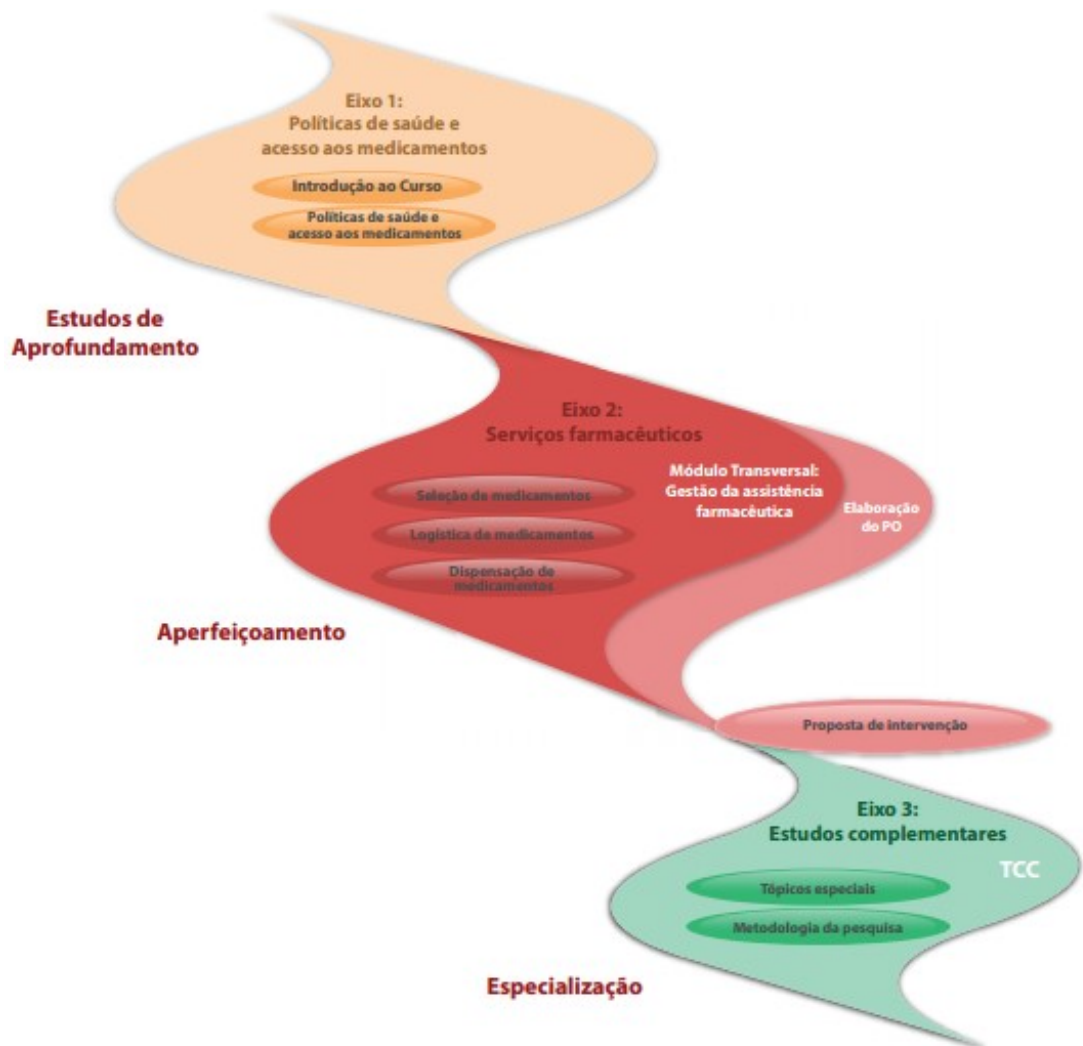 Eixo 1:
Políticas de saúde e
acesso aos medicamentos
Introdução ao Curso
Políticas de saúde e
acesso aos medicamentos
Estudos de
Aprofundamento
Eixo 2:
Serviços farmacêuticos
Seleção de medicamentos
Logística de medicamentos
Dispensação de
medicamentos
Módulo Transversal:
Gestão da assistência
farmacêutica
Elaboração
do PO
Aperfeiçoamento
Proposta de intervenção
Eixo 3:
Estudos complementares
TCC
Tópicos especiais
Metodologia da pesquisa
Especialização